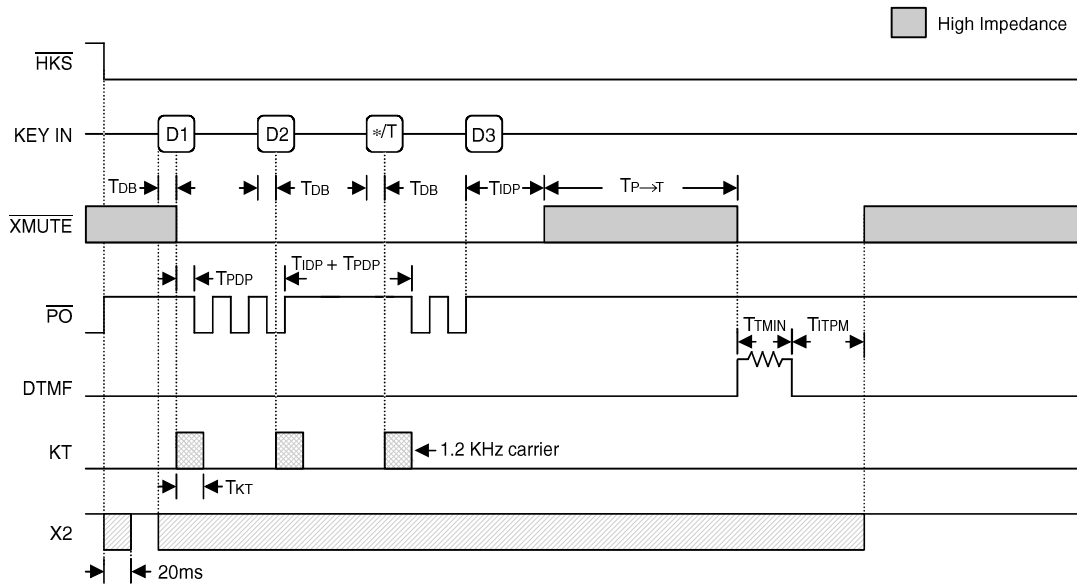 High Impedance
HKS
KEY IN
D1
D2
*/T
D3
TDB
TDB
TDB
TIDP
TP→T
XMUTE
TPDP
TIDP + TPDP
PO
TTMIN
TITPM
DTMF
KT
1.2 KHz carrier
TKT
X2
20ms